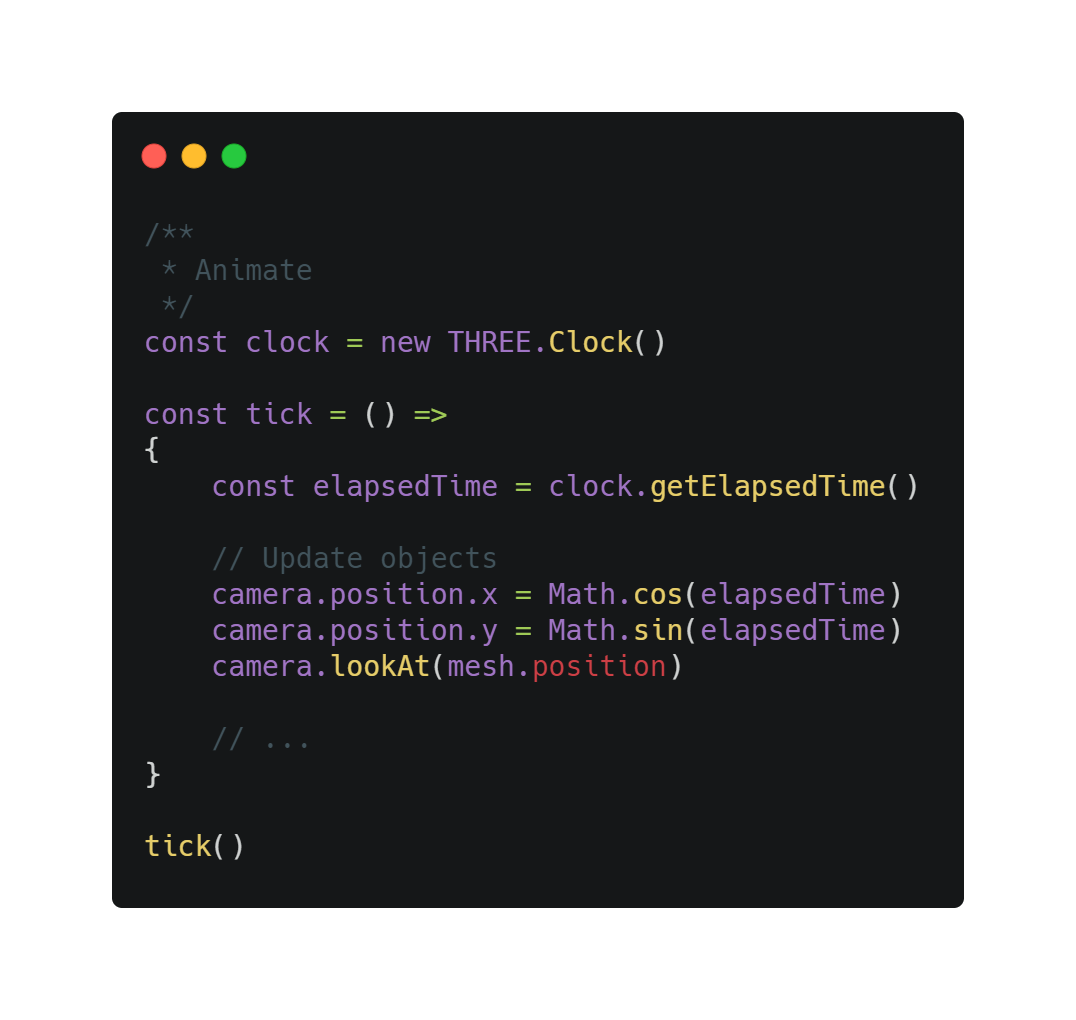 /**
 * Animate
 */
const clock = new THREE.Clock()
const tick = () =>
{
    const elapsedTime = clock.getElapsedTime()
    // Update objects
    camera.position.x = Math.cos(elapsedTime)
    camera.position.y = Math.sin(elapsedTime)
    camera.lookAt(mesh.position)
    // ...
}
tick()